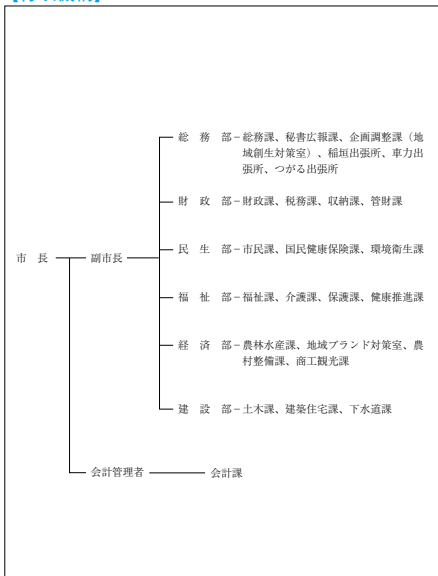 総務部－総務課、秘書広報課、企画調整課（地
域創生対策室）、稲垣出張所、車力出
張所、つがる出張所
財政部－財政課、税務課、収納課、管財課
民生部－市民課、国民健康保険課、環境衛生課
市長
副市長
福祉部－福祉課、介護課、保護課、健康推進課
経済部－農林水産課、地域ブランド対策室、農
村整備課、商工観光課
建設部－土木課、建築住宅課、下水道課
会計管理者
会計課